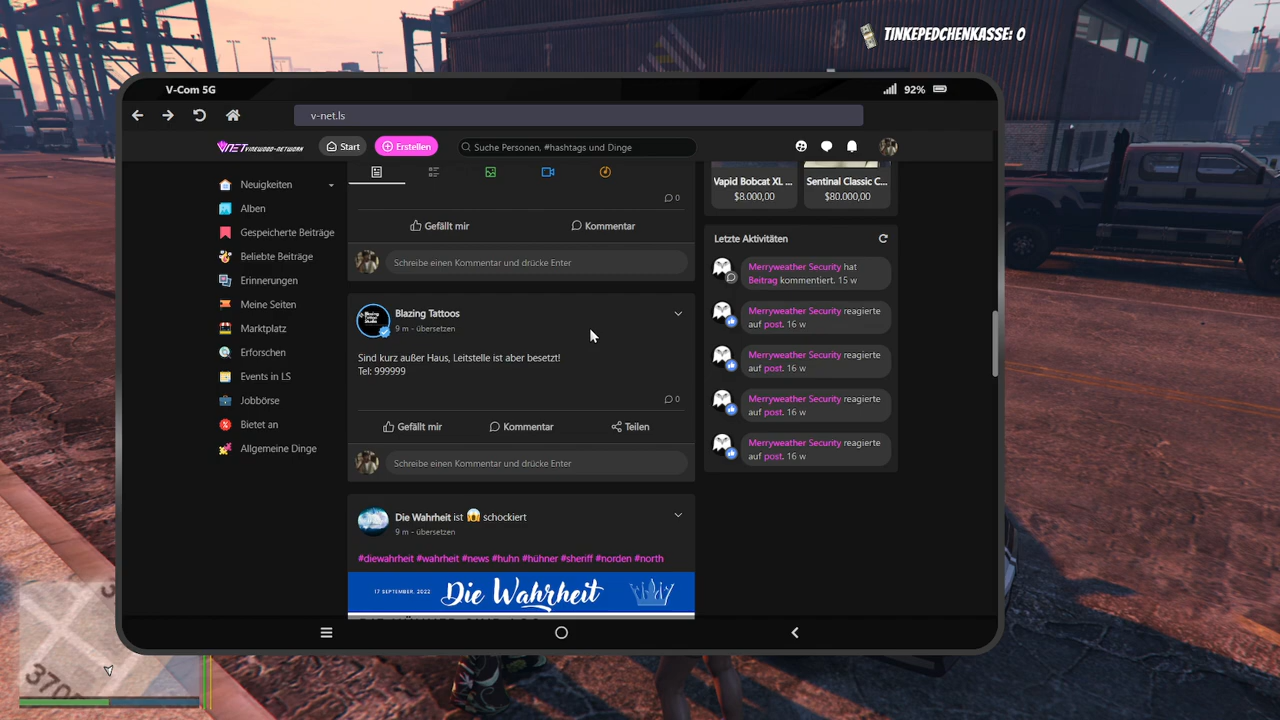 TINKEPEDCHENKASSE: 0
V-Com 5G
92%
v-net.ls
VNET VINEWOOD-NETWORK
Start
Erstellen
Suche Personen, #hashtags und Dinge
Neuigkeiten
Alben
Gespeicherte Beiträge
Beliebte Beiträge
Erinnerungen
Meine Seiten
Marktplatz
Erforschen
Events in LS
Jobbörse
Bietet an
Allgemeine Dinge
0
Gefällt mir
Kommentar
Schreibe einen Kommentar und drücke Enter
Blazing Tattoos
9 m - übersetzen
Sind kurz außer Haus, Leitstelle ist aber besetzt!
Tel: 999999
0
Gefällt mir
Kommentar
Teilen
Schreibe einen Kommentar und drücke Enter
Die Wahrheit ist 😱 schockiert
9 m - übersetzen
#diewahrheit #wahrheit #news #huhn #hühner #sheriff #norden #north
17 SEPTEMBER, 2022
Die Wahrheit
Vapid Bobcat XL ...
$8.000,00
Sentinal Classic C...
$80.000,00
Letzte Aktivitäten
Merryweather Security hat
Beitrag kommentiert. 15 w
Merryweather Security reagierte
auf post. 16 w
Merryweather Security reagierte
auf post. 16 w
Merryweather Security reagierte
auf post. 16 w
Merryweather Security reagierte
auf post. 16 w